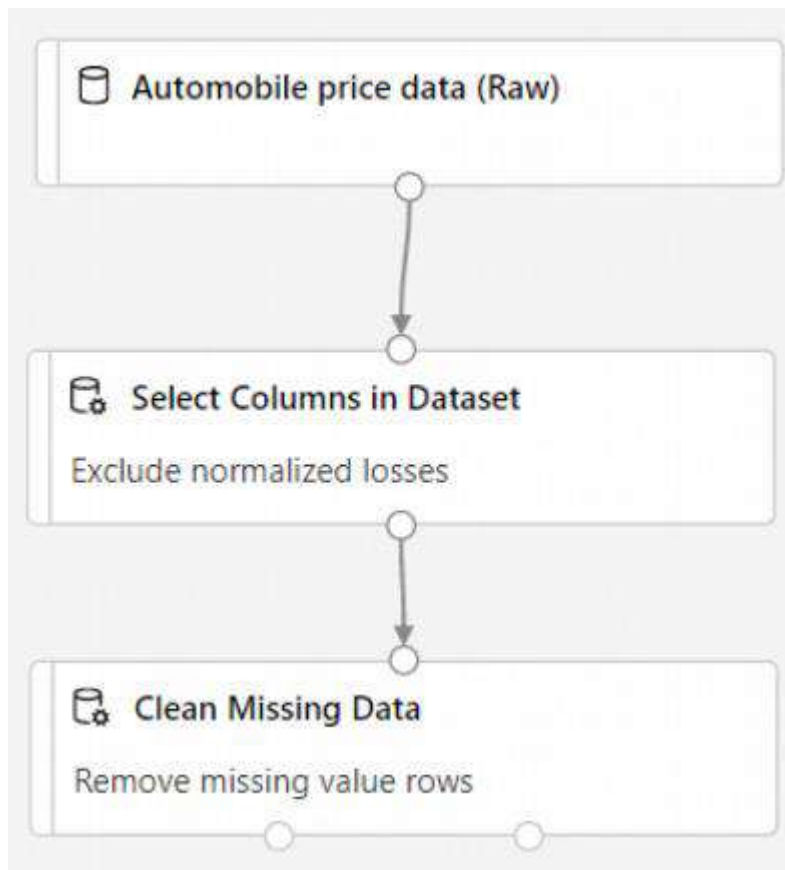 Automobile price data (Raw)
Select Columns in Dataset
Exclude normalized losses
Clean Missing Data
Remove missing value rows